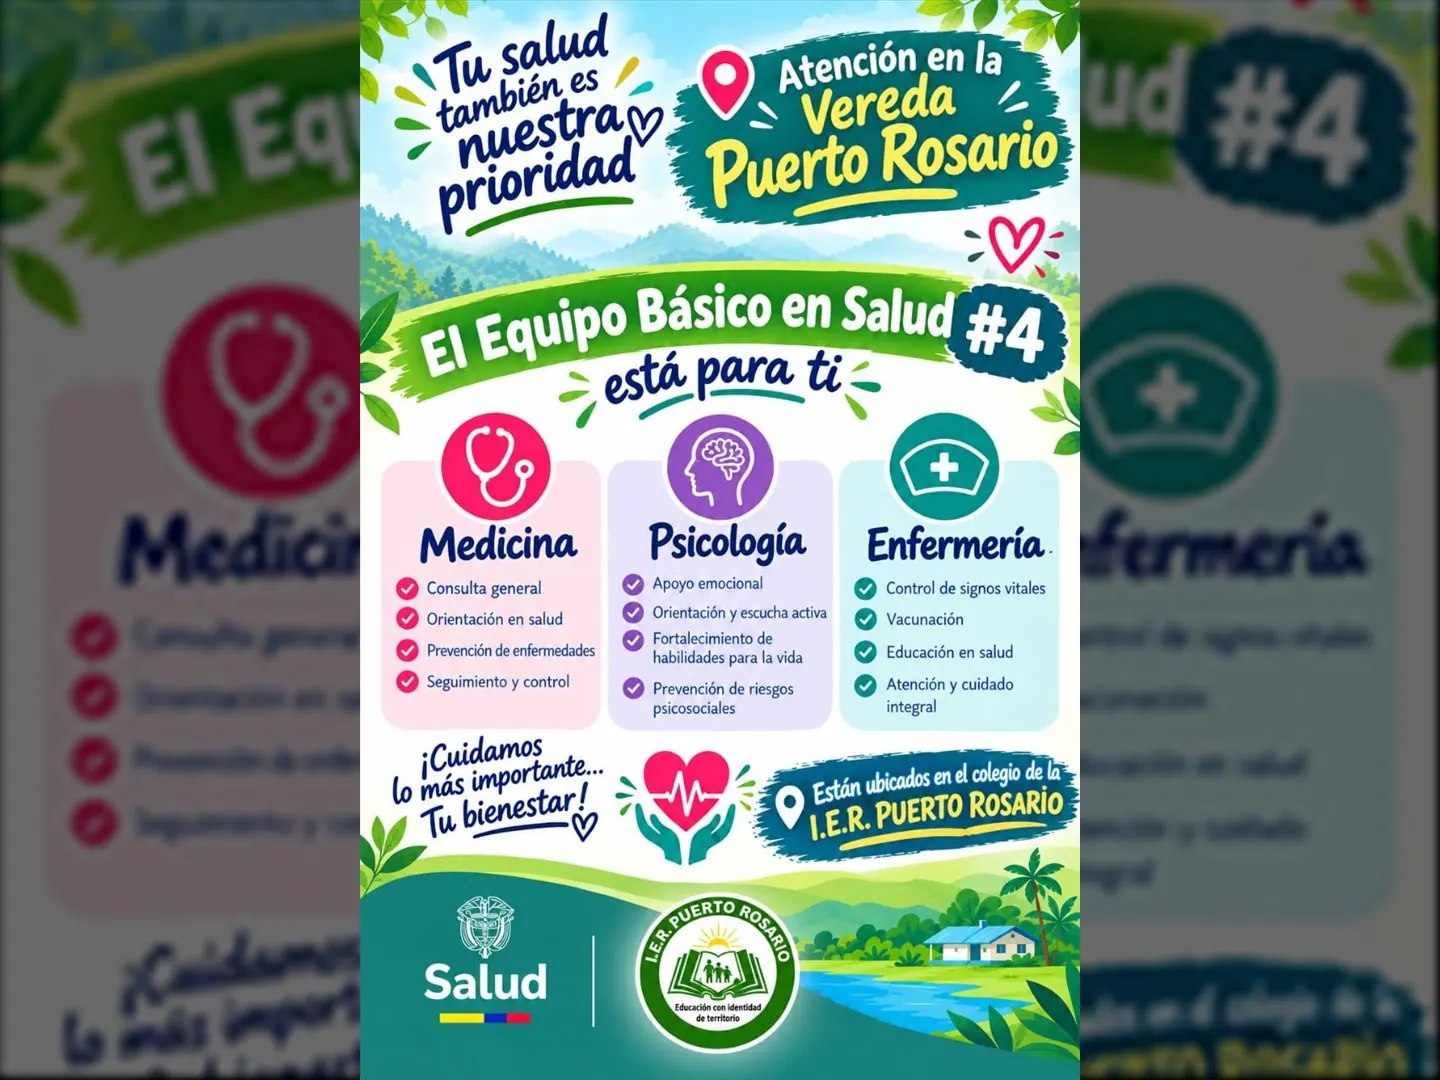 Tu salud
también es
nuestra
prioridad
Atención en la
Vereda
Puerto Rosario
El Equipo Básico en Salud #4
está para ti
Medicina
Consulta general
Orientación en salud
Prevención de enfermedades
Seguimiento y control
Psicología
Apoyo emocional
Orientación y escucha activa
Fortalecimiento de
habilidades para la vida
Prevención de riesgos
psicosociales
Enfermería.
Control de signos vitales
Vacunación
Educación en salud
Atención y cuidado
integral
¡Cuidamos
lo más importante...
Tu bienestar!
Están ubicados en el colegio de la
I.E.R. PUERTO ROSARIO
Salud
I.E.R. PUERTO ROSARIO
Educación con identidad
de territorio